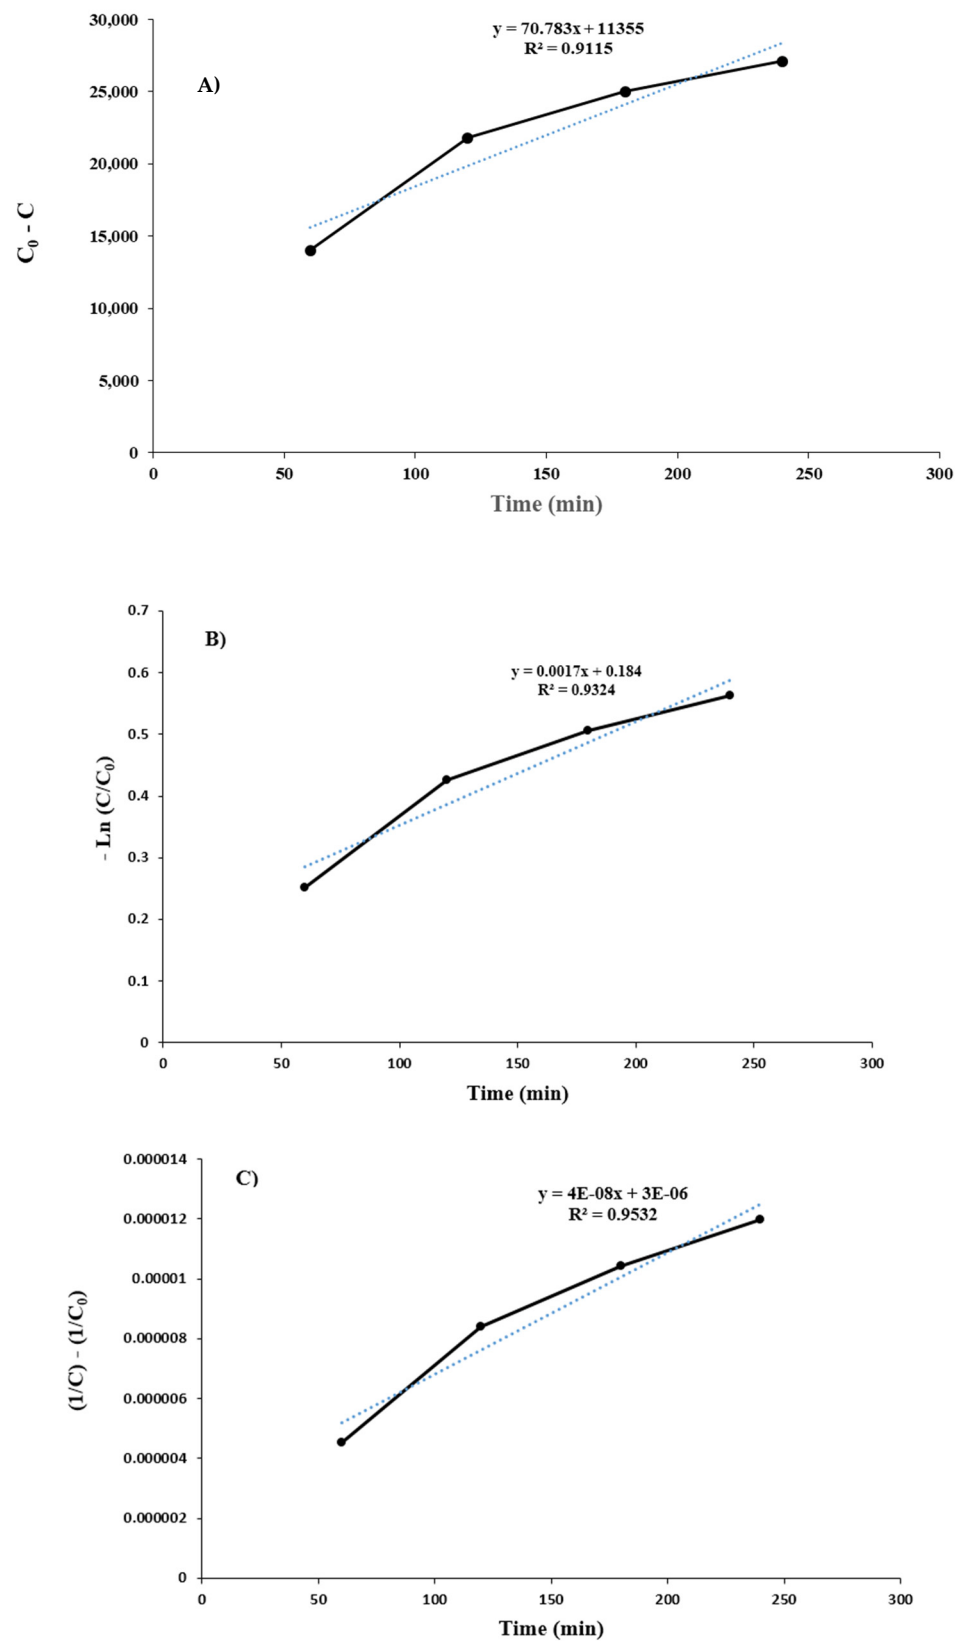 y = 70.783x + 11355
R² = 0.9115
A)
30,000
25,000
20,000
15,000
10,000
5,000
0
C₀ - C
0 50 100 150 200 250 300
Time (min)
B)
y = 0.0017x + 0.184
R² = 0.9324
0.7
0.6
0.5
0.4
0.3
0.2
0.1
0
- Ln (C/C₀)
0 50 100 150 200 250 300
Time (min)
C)
y = 4E-08x + 3E-06
R² = 0.9532
0.000014
0.000012
0.00001
0.000008
0.000006
0.000004
0.000002
0
(1/C) - (1/C₀)
0 50 100 150 200 250 300
Time (min)